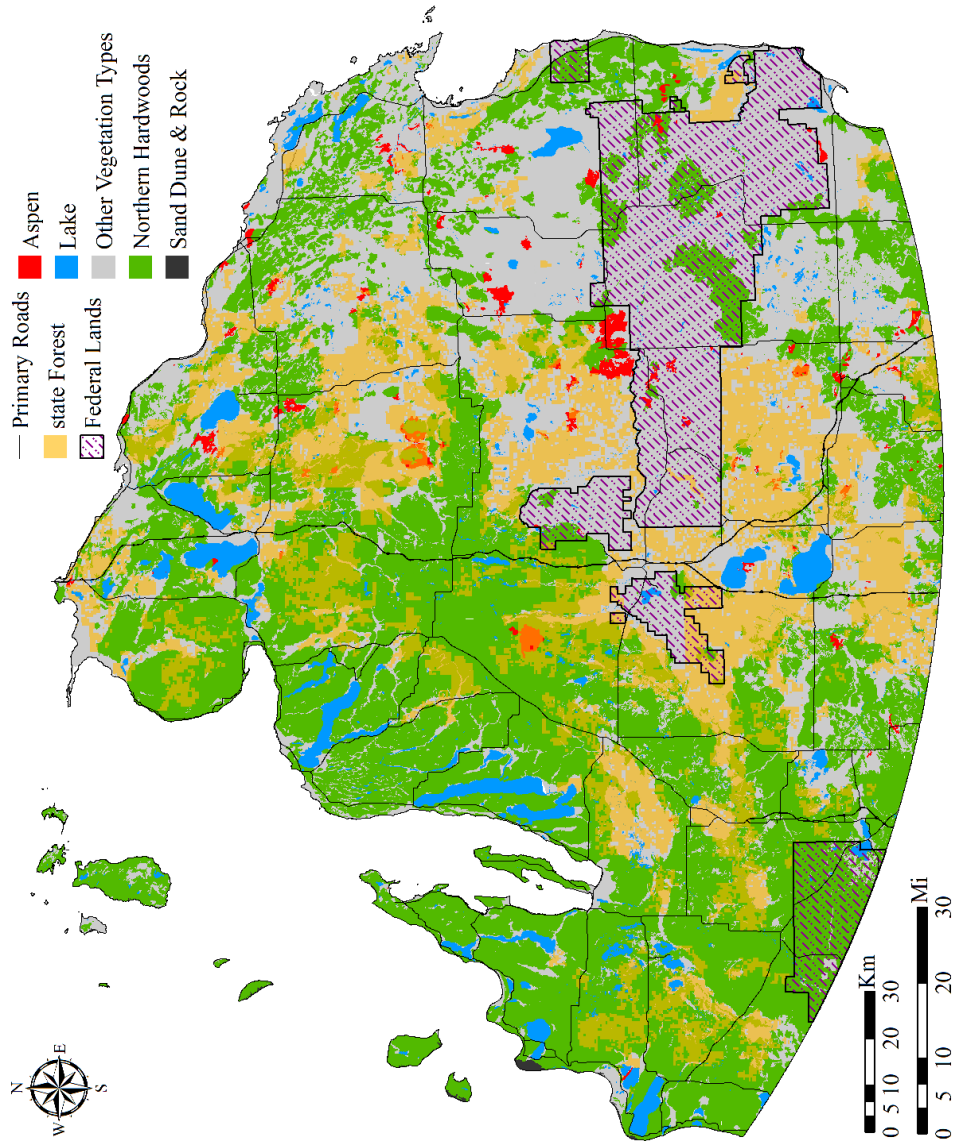 N
W E
S
Primary Roads
state Forest
Federal Lands
Aspen
Lake
Other Vegetation Types
Northern Hardwoods
Sand Dune & Rock
Km
0 5 10 20 30
Mi
0 5 10 20 30